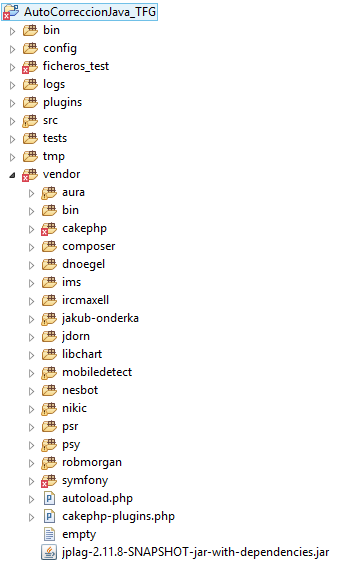 AutoCorreccionJava_TFG
bin
config
ficheros_test
logs
plugins
src
tests
tmp
vendor
aura
bin
cakephp
composer
dnoegel
ims
ircmaxell
jakub-onderka
jdorn
libchart
mobiledetect
nesbot
nikic
psr
psy
robmorgan
symfony
autoload.php
cakephp-plugins.php
empty
jplag-2.11.8-SNAPSHOT-jar-with-dependencies.jar